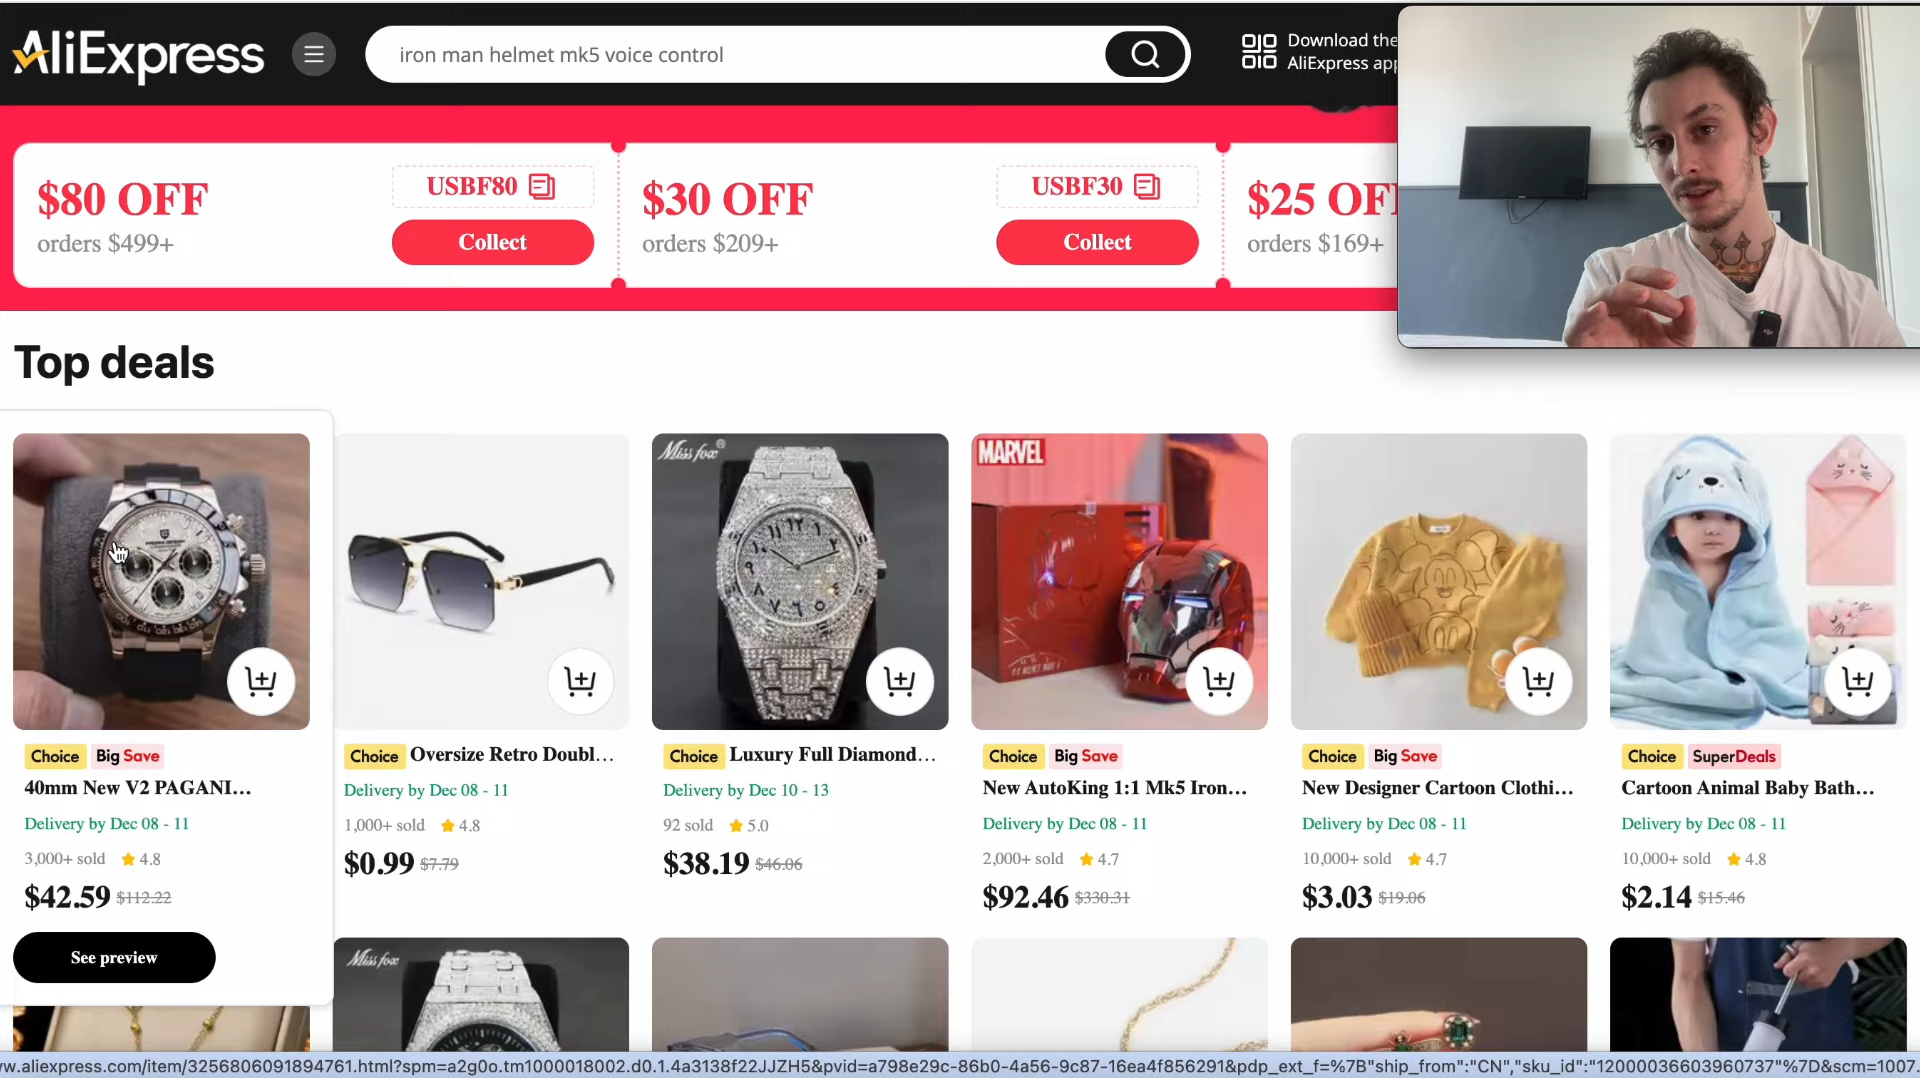 AliExpress
iron man helmet mk5 voice control
Download the
AliExpress app
$80 OFF
orders $499+
USBF80
Collect
$30 OFF
orders $209+
USBF30
Collect
$25 OFF
orders $169+
Top deals
Choice Big Save
40mm New V2 PAGANI...
Delivery by Dec 08 - 11
3,000+ sold 4.8
$42.59 $112.22
See preview
Choice Oversize Retro Doubl...
Delivery by Dec 08 - 11
1,000+ sold 4.8
$0.99 $7.79
Miss fox®
Choice Luxury Full Diamond...
Delivery by Dec 10 - 13
92 sold 5.0
$38.19 $46.06
MARVEL
Choice Big Save
New AutoKing 1:1 Mk5 Iron...
Delivery by Dec 08 - 11
2,000+ sold 4.7
$92.46 $330.31
Choice Big Save
New Designer Cartoon Clothi...
Delivery by Dec 08 - 11
10,000+ sold 4.7
$3.03 $19.06
Choice SuperDeals
Cartoon Animal Baby Bath...
Delivery by Dec 08 - 11
10,000+ sold 4.8
$2.14 $15.46
Miss fox
w.aliexpress.com/item/3256806091894761.html?spm=a2g0o.tm1000018002.d0.1.4a3138f22JJZH5&pvid=a798e29c-86b0-4a56-9c87-16ea4f856291&pdp_ext_f=%7B"ship_from":"CN","sku_id":"12000036603960737"%7D&scm=1007.